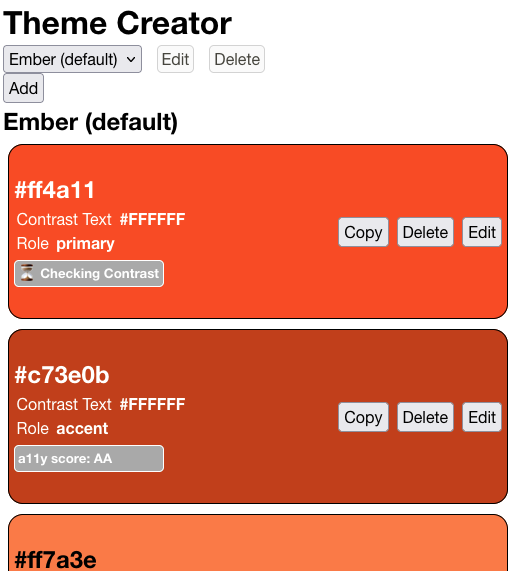 Theme Creator
Ember (default) Edit Delete
Add
Ember (default)
#ff4a11
Contrast Text #FFFFFF
Role primary
⏳ Checking Contrast
Copy Delete Edit
#c73e0b
Contrast Text #FFFFFF
Role accent
a11y score: AA
Copy Delete Edit
#ff7a3e